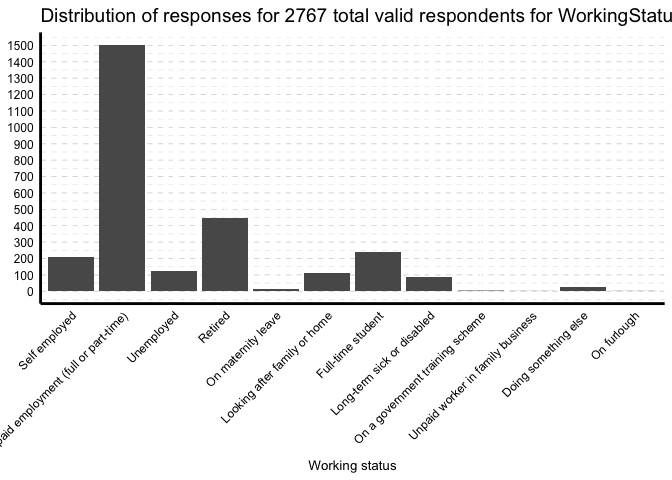 Distribution of responses for 2767 total valid respondents for WorkingStatu
1500
1400
1300
1200
1100
1000
900
800
700
600
500
400
300
200
100
0
Self employed
paid employment (full or part-time)
Unemployed
Retired
On maternity leave
Looking after family or home
Full-time student
Long-term sick or disabled
On a government training scheme
Unpaid worker in family business
Doing something else
On furlough
Working status